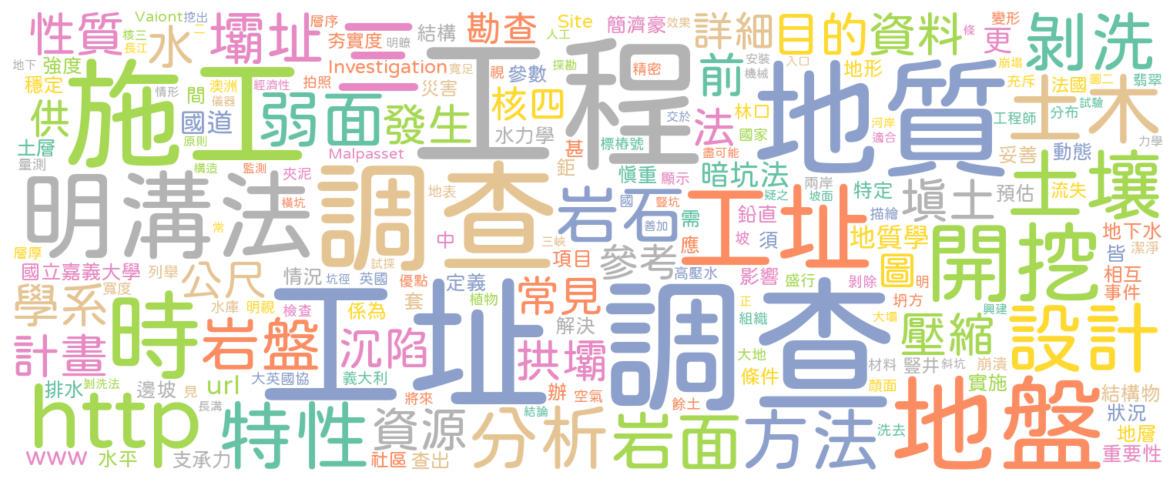 性質
壩址
三
Vaiont
挖出
層序
夯實度
結構
勘查
Site
簡濟豪
效果
變形
詳細
目的
資料
更
剝洗
核三
長江
二
明瞭
人工
水
地下
強度
穩定
Investigation
寬足
拍照
視
參數
探勘
精密
安裝
機械
地形
入口
崩塌
修
翡翠
施工
弱面
發生
工程
前
地質
土木
供
間
情形
經濟性
澳洲
儀器
國道
災害
核四
水力學
交於
法
林口
國家
充斥
法國
分布
試驗
河岸
適合
工程師
土層
量測
原則
構造
監測
夾泥
Malpasset
甚
鉅
標樁號
慎重
顯示
盡可能
暗坑法
妥善
動態
力學
明溝法
調查
岩石
工址
土壤
橫坑
地表
國
豎坑
善加
需
鉛直
疑之
兩岸
坡面
描繪
特定
填土
預估
流失
地質學
地下水
皆
潔淨
層厚
國立嘉義大學
常
中
試採
三峽
項目
參考
應
坡
須
圖
開挖
相互
事件
學系
列舉
寬度
公尺
情況
坑徑
英國
優點
定義
套
高壓水
影響
盛行
剝除
明
水庫
明視
檢查
係為
植物
常見
解決
正
組織
坍方
大壩
興建
計畫
時
岩盤
沉陷
工址
調查
拱壩
大地
條件
材料
顏面
壓縮
豎井
崩潰
斜坑
設計
排水
剝洗法
邊坡
見
url
大英國協
義大利
將來
結論
辦
空氣
餘土
實施
結構物
狀況
http
www
水平
長溝
支承力
特性
社區
資源
查出
分析
岩面
洗去
方法
地盤
地層
重要性